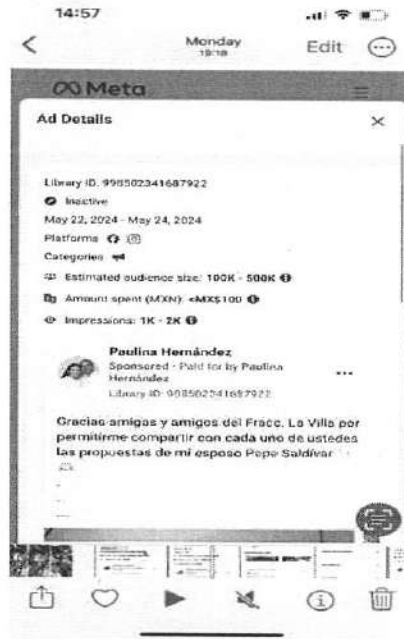 14:57
Monday
19:18
Edit
Meta
Ad Details
Library ID: 998502341687922
Inactive
May 22, 2024 - May 24, 2024
Platforms
Categories
Estimated audience size: 100K - 500K
Amount spent (MXN): <MX$100
Impressions: 1K - 2K
Paulina Hernández
Sponsored · Paid for by Paulina
Hernández
Library ID: 998502341687922
Gracias amigas y amigos del Fracc. La Villa por
permitirme compartir con cada uno de ustedes
las propuestas de mi esposo Pepe Saldívar